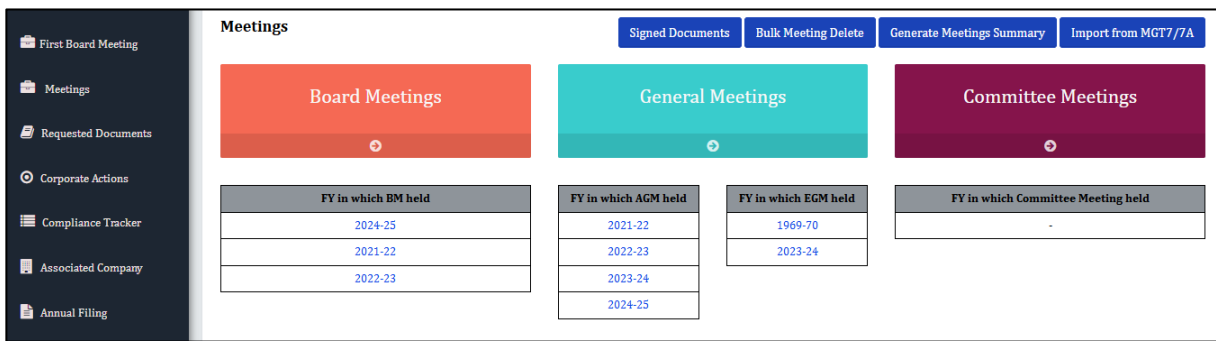 First Board Meeting
Meetings
Requested Documents
Corporate Actions
Compliance Tracker
Associated Company
Annual Filing
Meetings
Signed Documents
Bulk Meeting Delete
Generate Meetings Summary
Import from MGT7/7A
Board Meetings
General Meetings
Committee Meetings
FY in which BM held
2024-25
2021-22
2022-23
FY in which AGM held
2021-22
2022-23
2023-24
2024-25
FY in which EGM held
1969-70
2023-24
FY in which Committee Meeting held
-